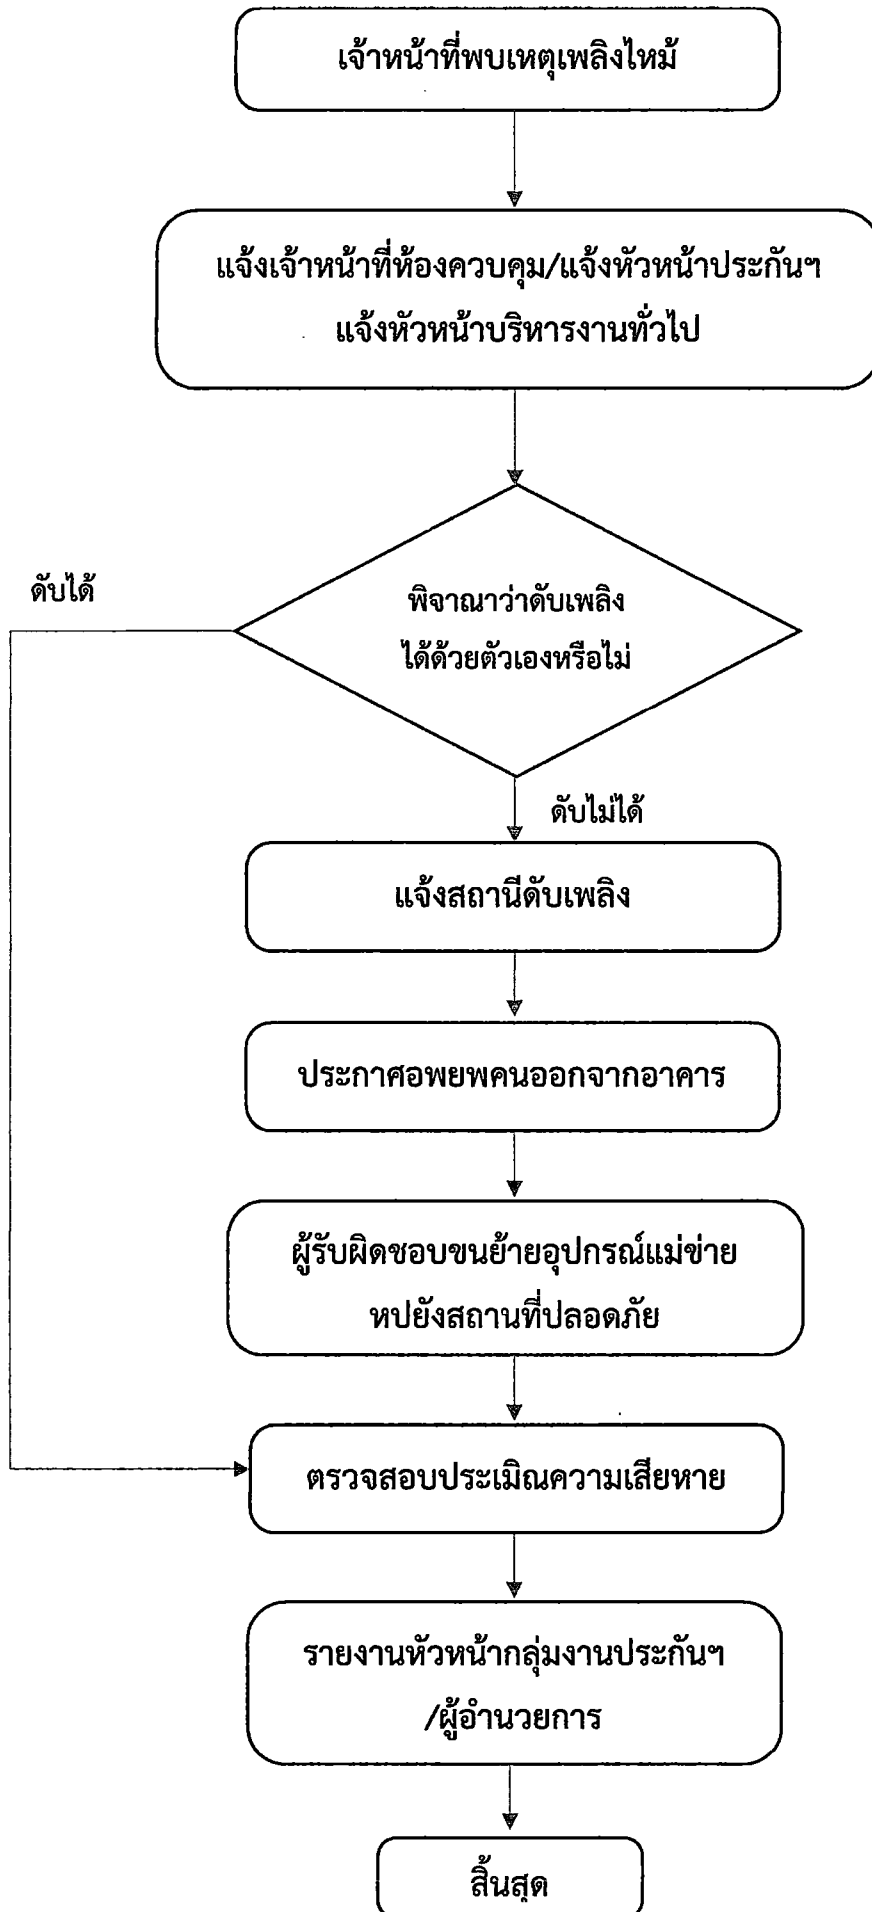 เจ้าหน้าที่พบเหตุเพลิงไหม้
แจ้งเจ้าหน้าที่ห้องควบคุม/แจ้งหัวหน้าประกันฯ
แจ้งหัวหน้าบริหารงานทั่วไป
ดับได้
พิจาณาว่าดับเพลิง
ได้ด้วยตัวเองหรือไม่
ดับไม่ได้
แจ้งสถานีดับเพลิง
ประกาศอพยพคนออกจากอาคาร
ผู้รับผิดชอบขนย้ายอุปกรณ์แม่ข่าย
หปยังสถานที่ปลอดภัย
ตรวจสอบประเมิณความเสียหาย
รายงานหัวหน้ากลุ่มงานประกันฯ
/ผู้อำนวยการ
สิ้นสุด